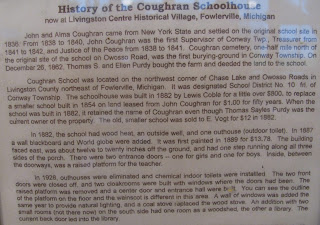 History of the Coughran Schoolhouse
now at Livingston Centre Historical Village, Fowlerville, Michigan
John and Alma Coughran came from New York State and settled on the original school site in
1836. From 1838 to 1840, John Coughran was the first Supervisor of Conway Twp., Treasurer from
1841 to 1842, and Justice of the Peace from 1838 to 1841. Coughran cemetery, one-half mile north of
the original site of the school on Owosso Road, was the first burying-ground in Conway Township. On
December 26, 1862, Thomas S. and Ellen Purdy bought the farm and deeded the land to the school.
Coughran School was located on the northwest corner of Chase Lake and Owosso Roads in
Livingston County northeast of Fowlerville, Michigan. It was designated School District No 10 fit of
Conway Township. The schoolhouse was built in 1882 by Lewis Cobb for a little over $800, to replace
a smaller school built in 1854 on land leased from John Coughran for $1.00 for fifty years. When the
school was built in 1882, it retained the name of Coughran even though Thomas Sayles Purdy was the
current owner of the property. The old, smaller school was sold to E. Vogt for $12 in 1882.
In 1882, the school had wood heat, an outside well, and one outhouse (outdoor toilet). In 1887
a wall blackboard and World globe were added. It was first painted in 1889 for $13.78. The building
faced east, was about twelve to twenty inches off the ground, and had one step running along all three
sides of the porch. There were two entrance doors -- one for girls and one for boys. Inside, between
the doorways, was a raised platform for the teacher.
In 1926, outhouses were eliminated and chemical indoor toilets were installed. The two front
doors were closed off, and two cloakrooms were built with windows where the doors had been. The
raised platform was removed and a center door and entrance hall were built. You can see the outline
of the platform on the floor and the wainscot is different in this area. A wall of windows was added the
same year to provide natural lighting, and a coal stove replaced the wood stove. An addition with two
small rooms (not there now) on the south side had one room as a woodshed, the other a library. The
current back door led into the library.